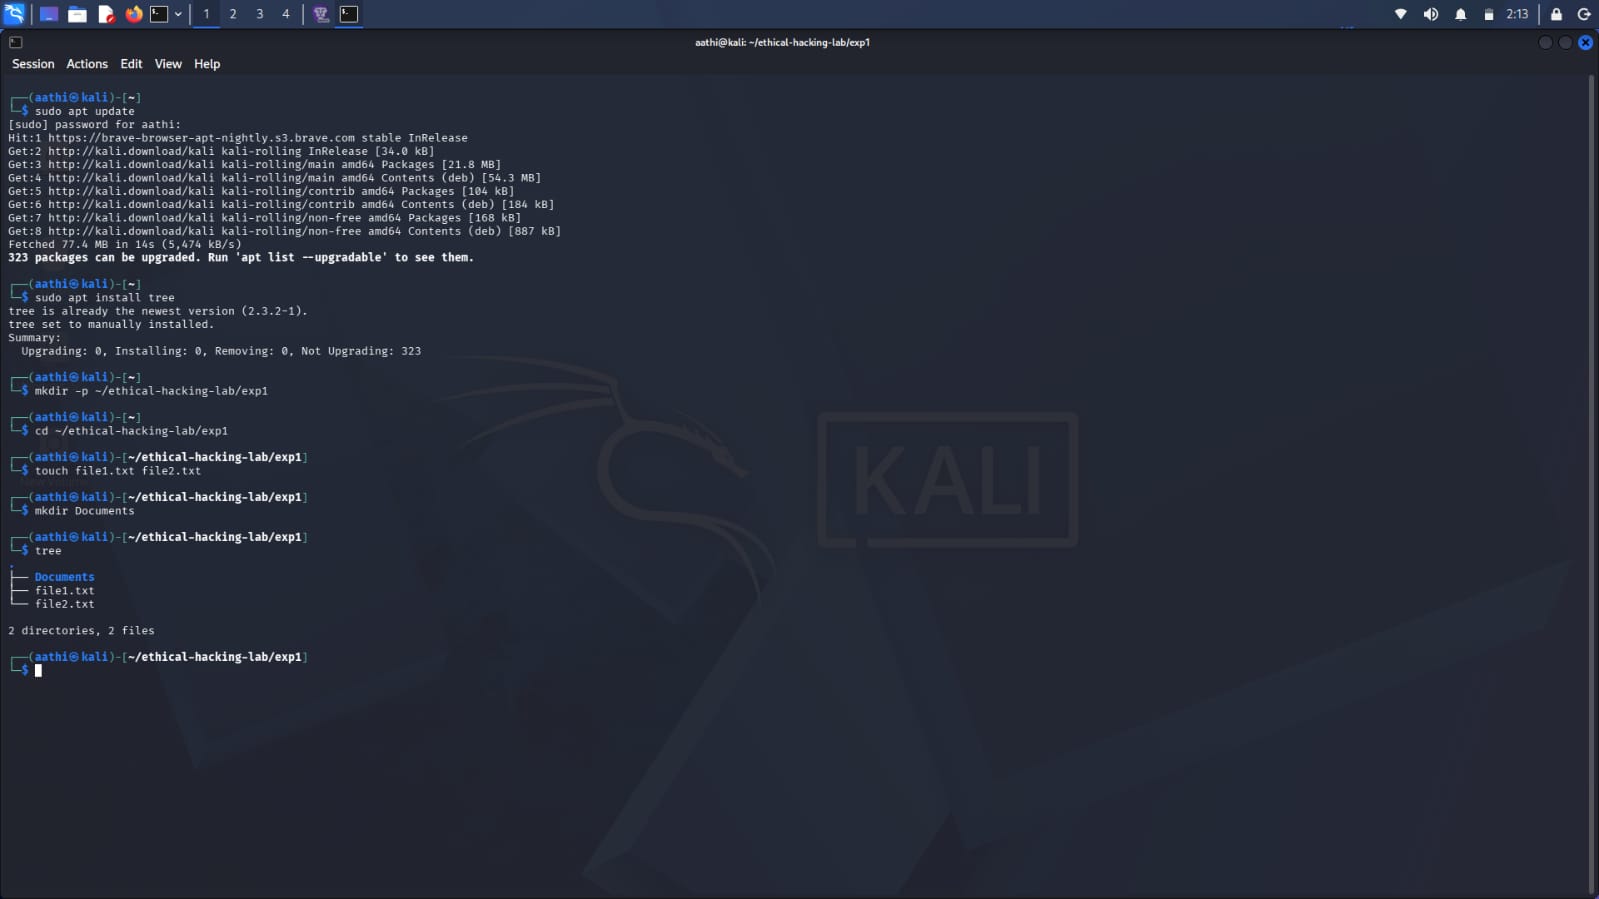 1 2 3 4 2:13
aathi@kali: ~/ethical-hacking-lab/exp1
Session Actions Edit View Help
┌──(aathi㉿kali)-[~]
└─$ sudo apt update
[sudo] password for aathi:
Hit:1 https://brave-browser-apt-nightly.s3.brave.com stable InRelease
Get:2 http://kali.download/kali kali-rolling InRelease [34.0 kB]
Get:3 http://kali.download/kali kali-rolling/main amd64 Packages [21.8 MB]
Get:4 http://kali.download/kali kali-rolling/main amd64 Contents (deb) [54.3 MB]
Get:5 http://kali.download/kali kali-rolling/contrib amd64 Packages [104 kB]
Get:6 http://kali.download/kali kali-rolling/contrib amd64 Contents (deb) [184 kB]
Get:7 http://kali.download/kali kali-rolling/non-free amd64 Packages [168 kB]
Get:8 http://kali.download/kali kali-rolling/non-free amd64 Contents (deb) [887 kB]
Fetched 77.4 MB in 14s (5,474 kB/s)
323 packages can be upgraded. Run 'apt list --upgradable' to see them.
┌──(aathi㉿kali)-[~]
└─$ sudo apt install tree
tree is already the newest version (2.3.2-1).
tree set to manually installed.
Summary:
  Upgrading: 0, Installing: 0, Removing: 0, Not Upgrading: 323
┌──(aathi㉿kali)-[~]
└─$ mkdir -p ~/ethical-hacking-lab/exp1
┌──(aathi㉿kali)-[~]
└─$ cd ~/ethical-hacking-lab/exp1
┌──(aathi㉿kali)-[~/ethical-hacking-lab/exp1]
└─$ touch file1.txt file2.txt
┌──(aathi㉿kali)-[~/ethical-hacking-lab/exp1]
└─$ mkdir Documents
┌──(aathi㉿kali)-[~/ethical-hacking-lab/exp1]
└─$ tree
.
├── Documents
├── file1.txt
└── file2.txt
2 directories, 2 files
┌──(aathi㉿kali)-[~/ethical-hacking-lab/exp1]
└─$
KALI